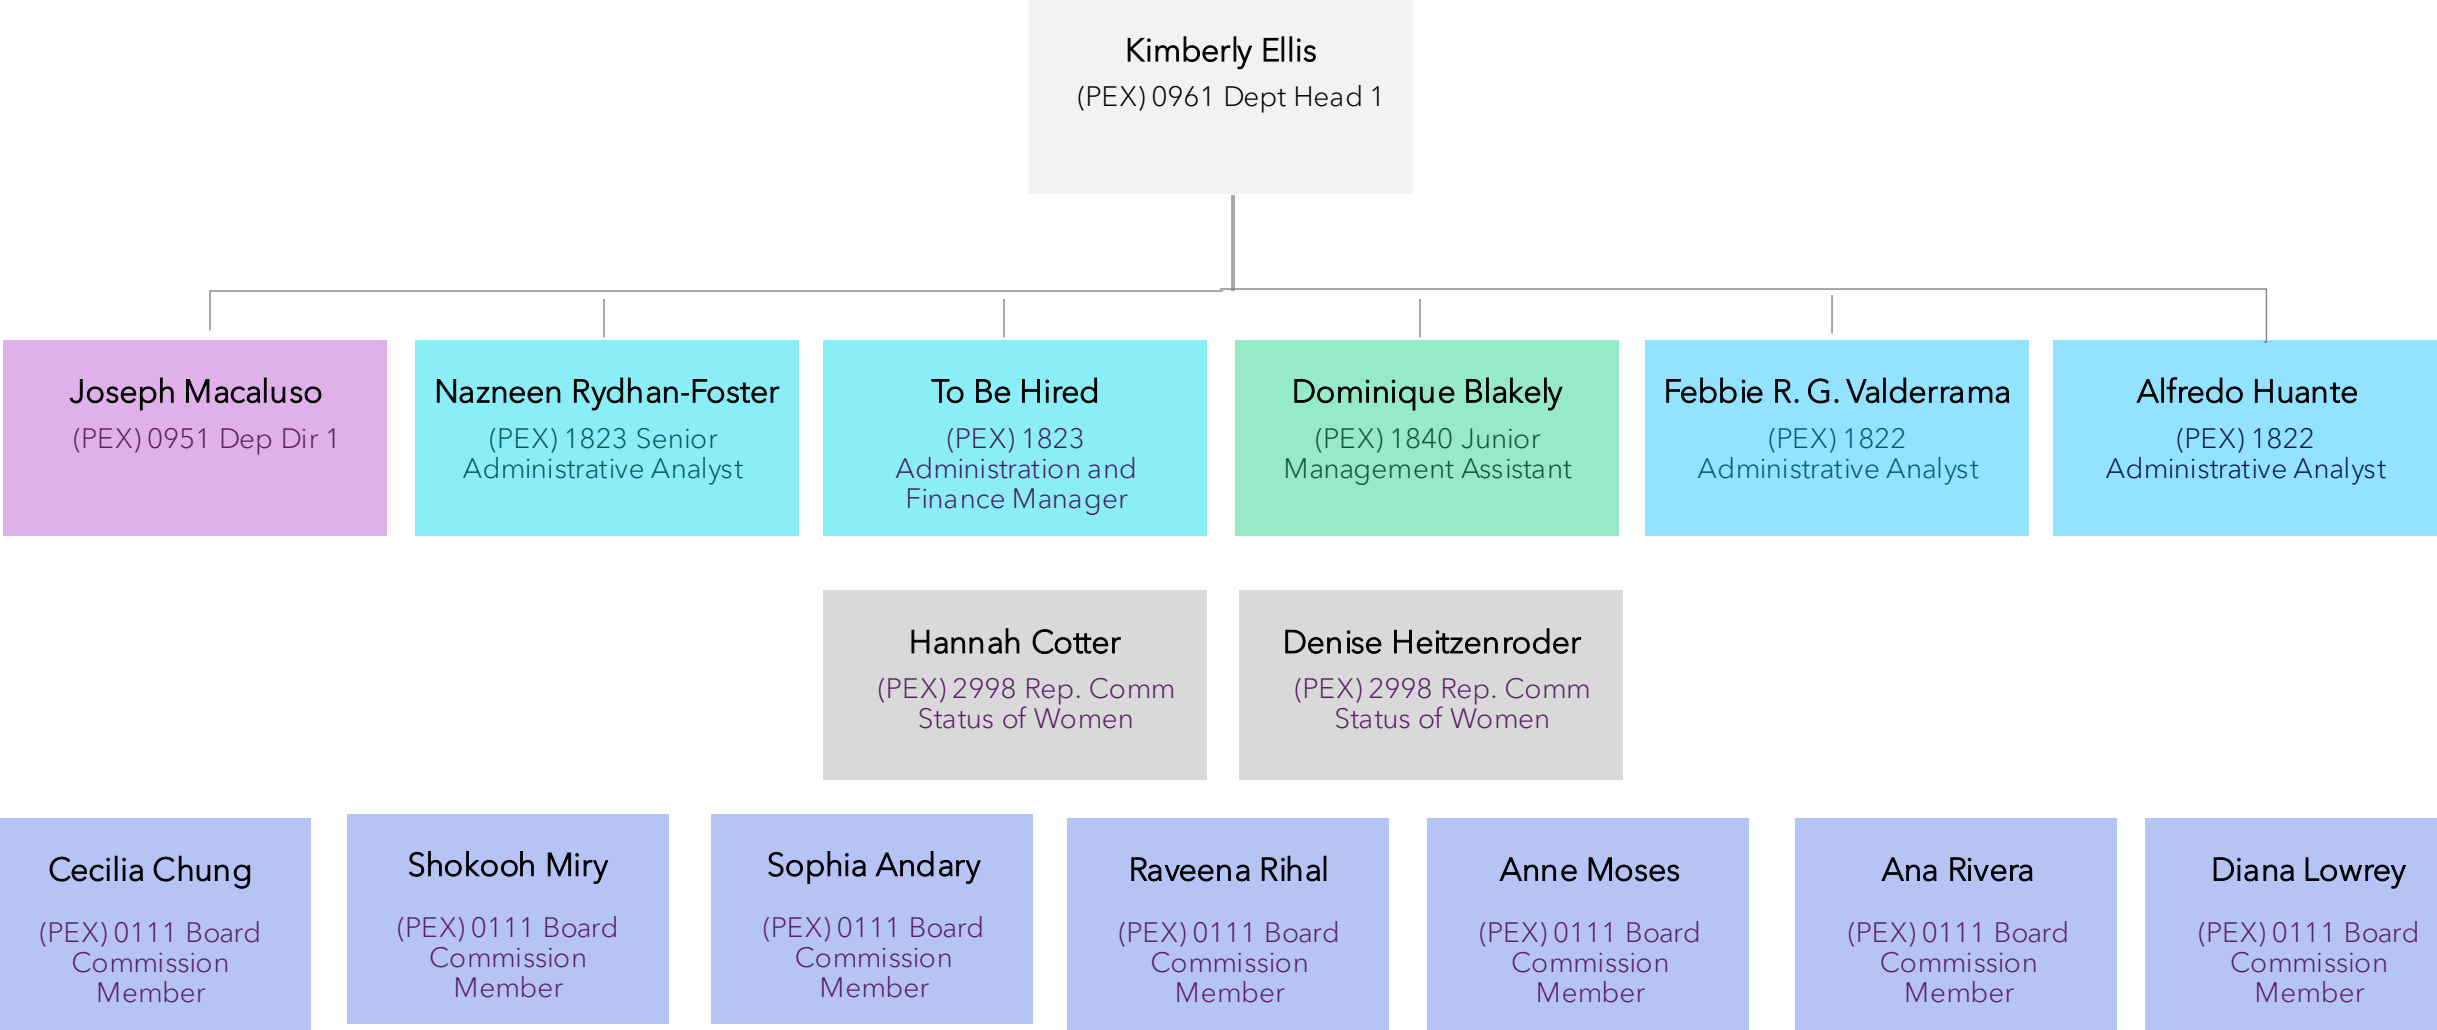 Kimberly Ellis
(PEX) 0961 Dept Head 1
Joseph Macaluso
(PEX) 0951 Dep Dir 1
Nazneen Rydhan-Foster
(PEX) 1823 Senior
Administrative Analyst
To Be Hired
(PEX) 1823
Administration and
Finance Manager
Dominique Blakely
(PEX) 1840 Junior
Management Assistant
Febbie R. G. Valderrama
(PEX) 1822
Administrative Analyst
Alfredo Huante
(PEX) 1822
Administrative Analyst
Hannah Cotter
(PEX) 2998 Rep. Comm
Status of Women
Denise Heitzenroder
(PEX) 2998 Rep. Comm
Status of Women
Cecilia Chung
(PEX) 0111 Board
Commission
Member
Shokooh Miry
(PEX) 0111 Board
Commission
Member
Sophia Andary
(PEX) 0111 Board
Commission
Member
Raveena Rihal
(PEX) 0111 Board
Commission
Member
Anne Moses
(PEX) 0111 Board
Commission
Member
Ana Rivera
(PEX) 0111 Board
Commission
Member
Diana Lowrey
(PEX) 0111 Board
Commission
Member